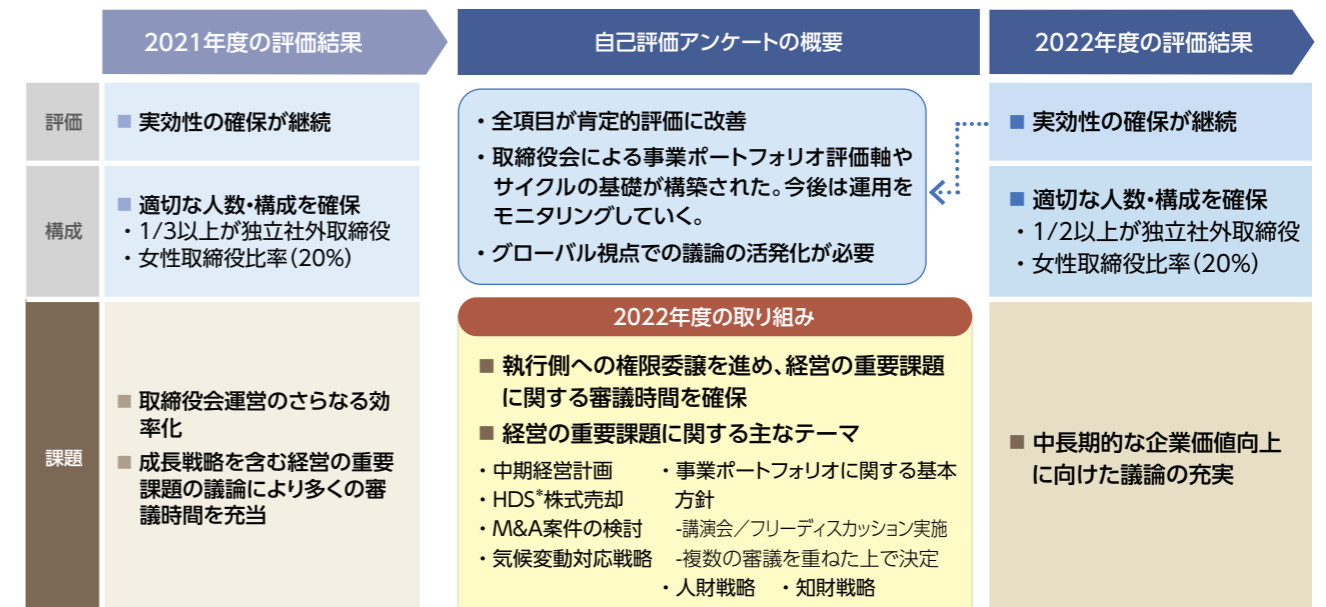 2021年度の評価結果
自己評価アンケートの概要
2022年度の評価結果
評価
■ 実効性の確保が継続
・全項目が肯定的評価に改善
・取締役会による事業ポートフォリオ評価軸や
サイクルの基礎が構築された。今後は運用を
モニタリングしていく。
・グローバル視点での議論の活発化が必要
■ 実効性の確保が継続
構成
■ 適切な人数・構成を確保
・1/3以上が独立社外取締役
・女性取締役比率(20%)
■ 適切な人数・構成を確保
・1/2以上が独立社外取締役
・女性取締役比率(20%)
課題
■ 取締役会運営のさらなる効
率化
■ 成長戦略を含む経営の重要
課題の議論により多くの審
議時間を充当
2022年度の取り組み
■ 執行側への権限委譲を進め、経営の重要課題
に関する審議時間を確保
■ 経営の重要課題に関する主なテーマ
・中期経営計画
・HDS*株式売却
・M&A案件の検討
・気候変動対応戦略
・事業ポートフォリオに関する基本
方針
-講演会/フリーディスカッション実施
-複数の審議を重ねた上で決定
・人財戦略 ・知財戦略
■ 中長期的な企業価値向上
に向けた議論の充実